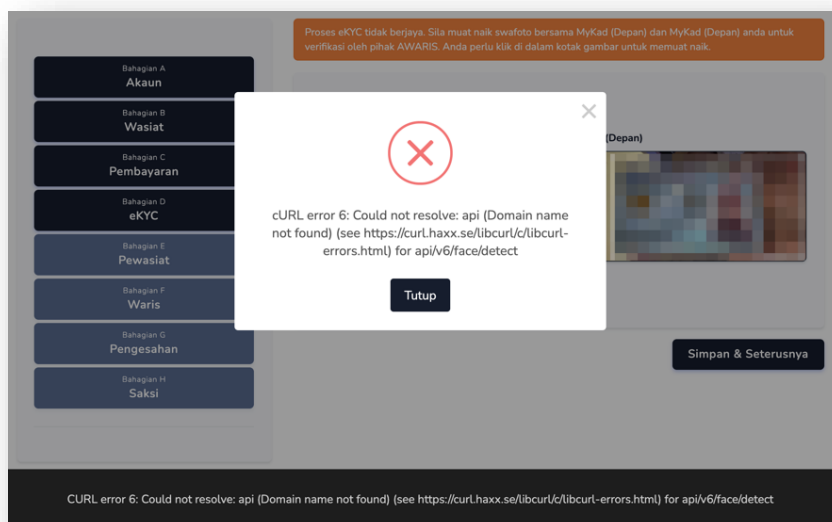 Proses eKYC tidak berjaya. Sila muat naik swafoto bersama MyKad (Depan) dan MyKad (Depan) anda untuk
verifikasi oleh pihak AWARIS. Anda perlu klik di dalam kotak gambar untuk memuat naik.
Bahagian A
Akaun
Bahagian B
Wasiat
Bahagian C
Pembayaran
Bahagian D
eKYC
Bahagian E
Pewasiat
Bahagian F
Waris
Bahagian G
Pengesahan
Bahagian H
Saksi
(Depan)
cURL error 6: Could not resolve: api (Domain name
not found) (see https://curl.haxx.se/libcurl/c/libcurl-
errors.html) for api/v6/face/detect
Tutup
Simpan & Seterusnya
CURL error 6: Could not resolve: api (Domain name not found) (see https://curl.haxx.se/libcurl/c/libcurl-errors.html) for api/v6/face/detect